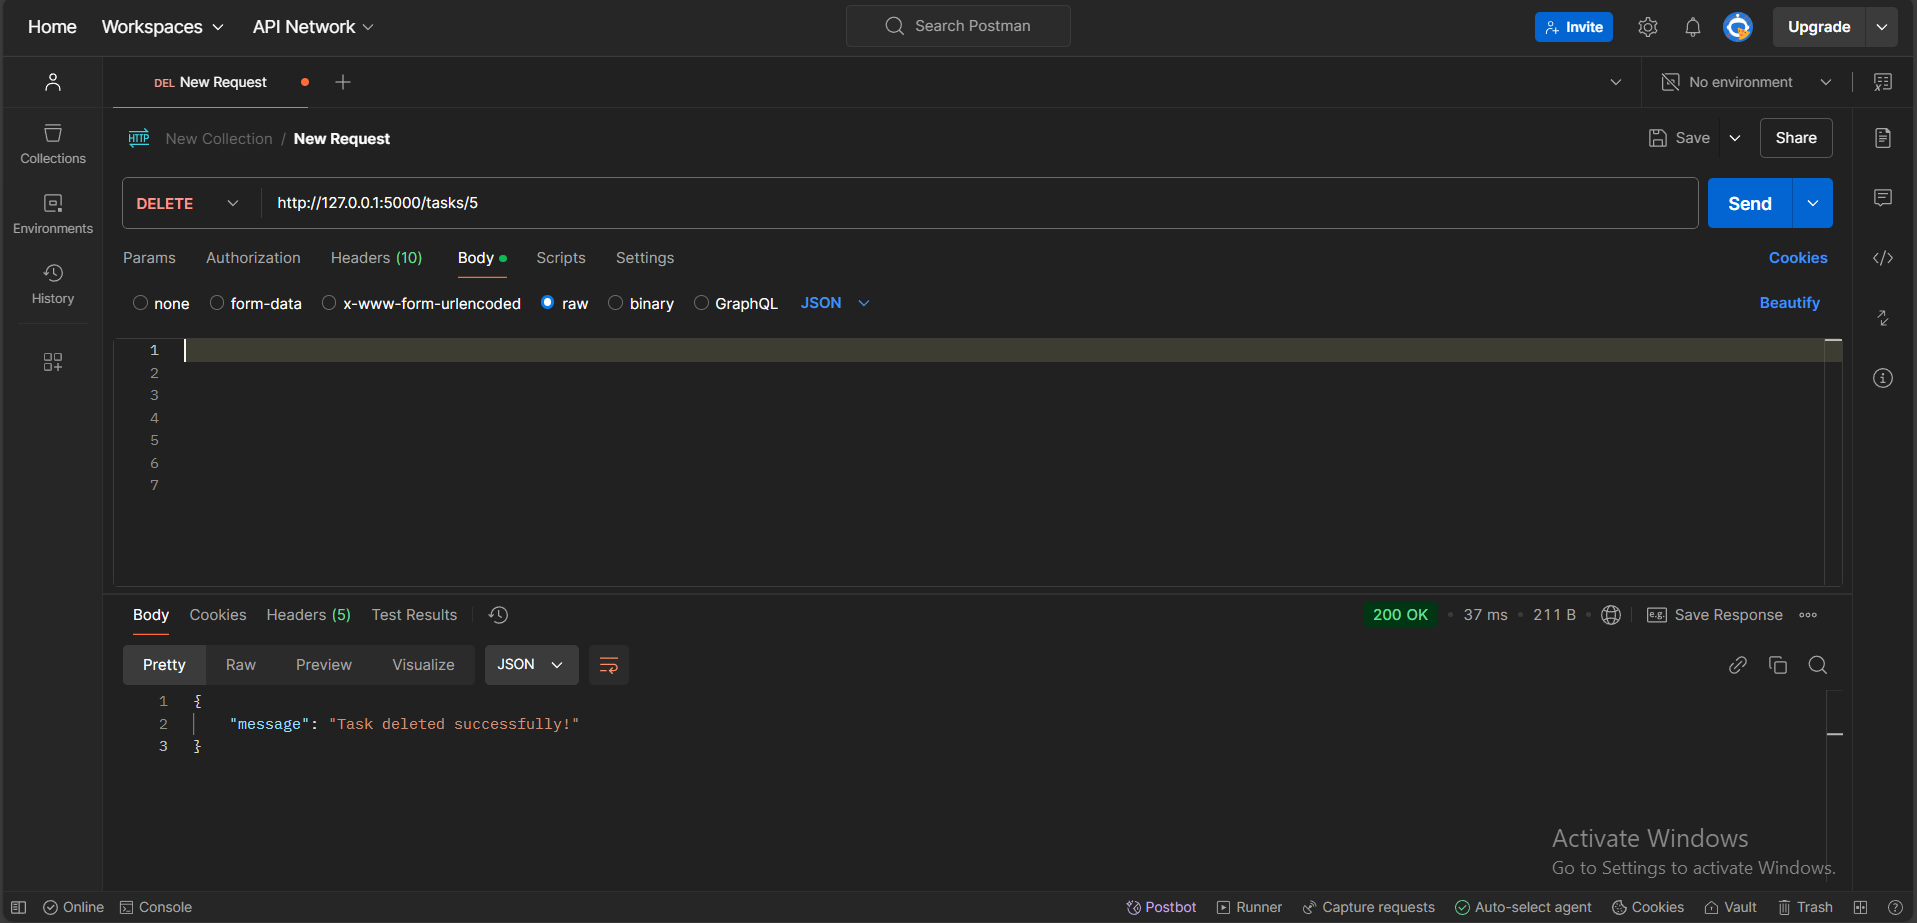 Home Workspaces API Network Search Postman Invite Upgrade
DEL New Request No environment
HTTP New Collection / New Request Save Share
Collections
Environments
History
DELETE http://127.0.0.1:5000/tasks/5 Send
Params Authorization Headers (10) Body Scripts Settings Cookies
none form-data x-www-form-urlencoded raw binary GraphQL JSON Beautify
1
2
3
4
5
6
7
Body Cookies Headers (5) Test Results 200 OK 37 ms 211 B e.g. Save Response
Pretty Raw Preview Visualize JSON
1 {
2 "message": "Task deleted successfully!"
3 }
Activate Windows
Go to Settings to activate Windows.
Online Console Postbot Runner Capture requests Auto-select agent Cookies Vault Trash